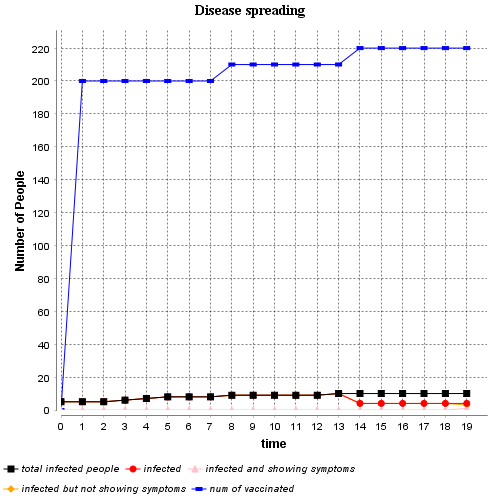 Disease spreading
Number of People
220
200
180
160
140
120
100
80
60
40
20
0
0 1 2 3 4 5 6 7 8 9 10 11 12 13 14 15 16 17 18 19
time
total infected people infected infected and showing symptoms
infected but not showing symptoms num of vaccinated